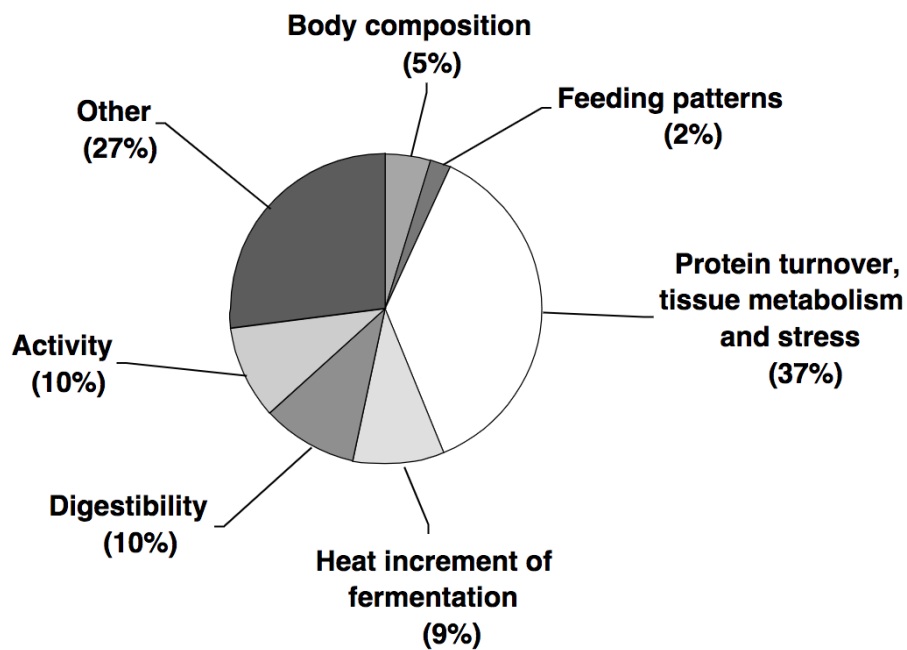 Body composition
(5%)
Feeding patterns
(2%)
Protein turnover,
tissue metabolism
and stress
(37%)
Heat increment of
fermentation
(9%)
Digestibility
(10%)
Activity
(10%)
Other
(27%)